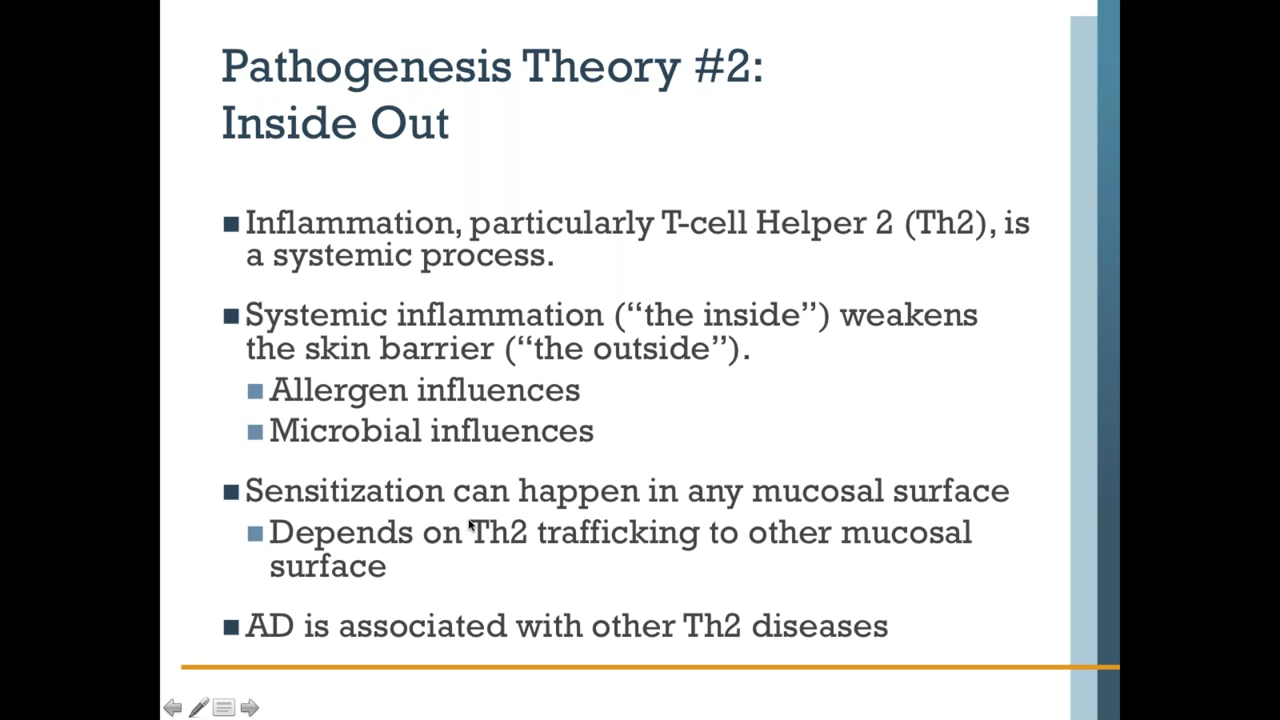 Pathogenesis Theory #2:
Inside Out
Inflammation, particularly T-cell Helper 2 (Th2), is
a systemic process.
Systemic inflammation (“the inside”) weakens
the skin barrier (“the outside”).
Allergen influences
Microbial influences
Sensitization can happen in any mucosal surface
Depends on Th2 trafficking to other mucosal
surface
AD is associated with other Th2 diseases